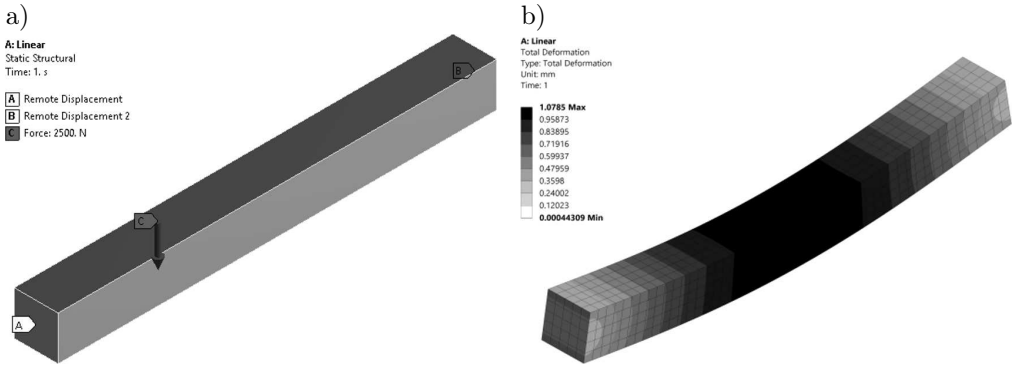 a)
A: Linear
Static Structural
Time: 1. s
A Remote Displacement
B Remote Displacement 2
C Force: 2500. N
B
C
A
b)
A: Linear
Total Deformation
Type: Total Deformation
Unit: mm
Time: 1
1.0785 Max
0.95873
0.83895
0.71916
0.59937
0.47959
0.3598
0.24002
0.12023
0.00044309 Min